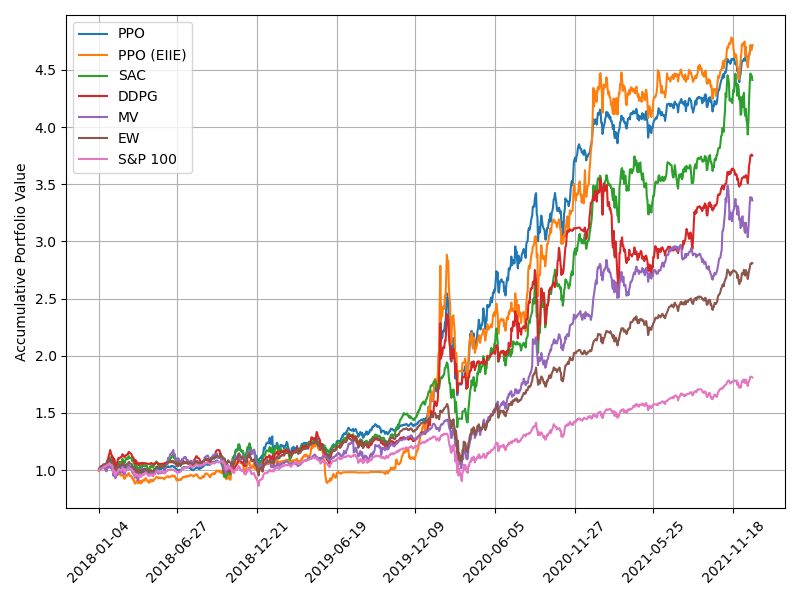 PPO
PPO (EIIE)
SAC
DDPG
MV
EW
S&P 100
Accumulative Portfolio Value
4.5
4.0
3.5
3.0
2.5
2.0
1.5
1.0
2018-01-04
2018-06-27
2018-12-21
2019-06-19
2019-12-09
2020-06-05
2020-11-27
2021-05-25
2021-11-18